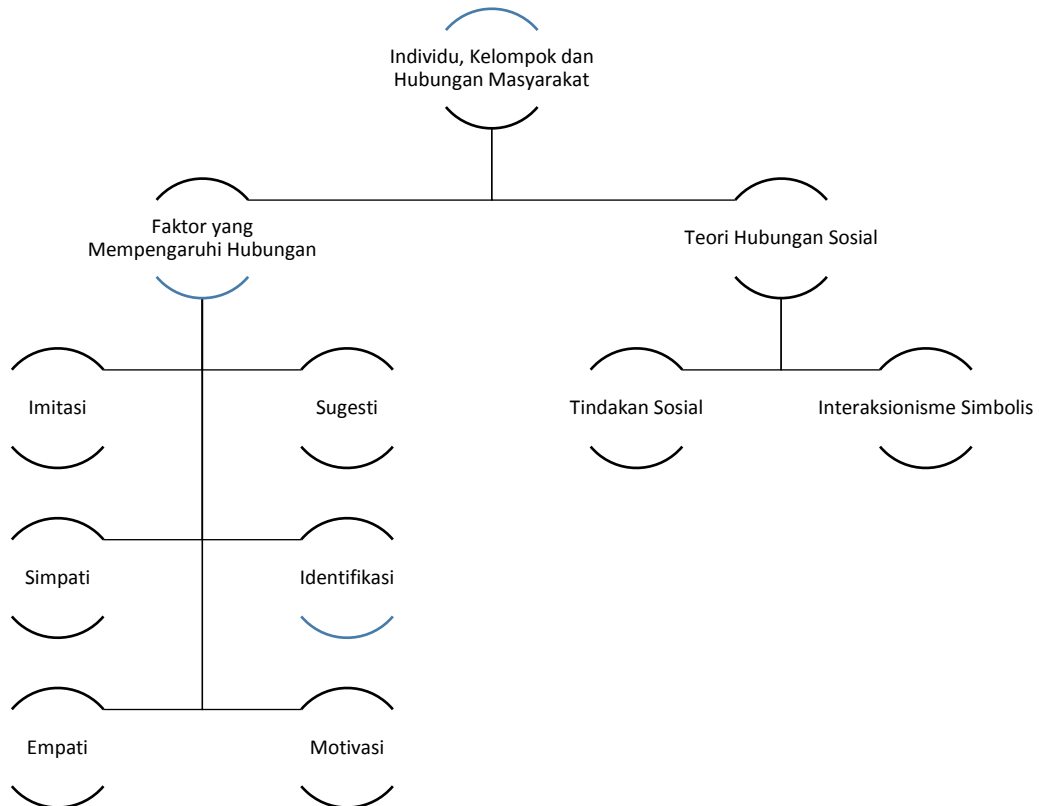 Individu, Kelompok dan
Hubungan Masyarakat
Faktor yang
Mempengaruhi Hubungan
Teori Hubungan Sosial
Imitasi
Sugesti
Tindakan Sosial
Interaksionisme Simbolis
Simpati
Identifikasi
Empati
Motivasi